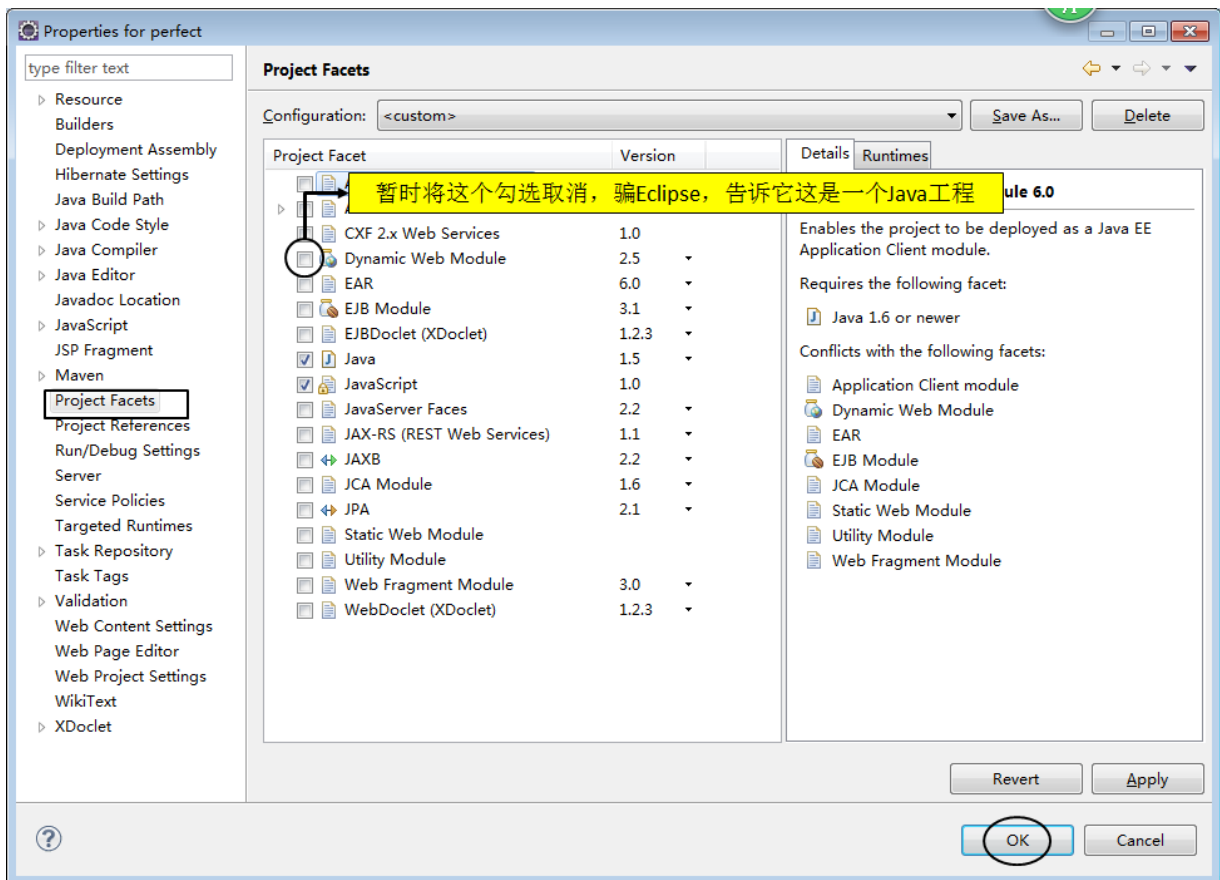 Properties for perfect
type filter text
Resource
Builders
Deployment Assembly
Hibernate Settings
Java Build Path
Java Code Style
Java Compiler
Java Editor
Javadoc Location
JavaScript
JSP Fragment
Maven
Project Facets
Project References
Run/Debug Settings
Server
Service Policies
Targeted Runtimes
Task Repository
Task Tags
Validation
Web Content Settings
Web Page Editor
Web Project Settings
WikiText
XDoclet
Project Facets
Configuration: <custom> Save As... Delete
Project Facet Version
暂时将这个勾选取消，骗Eclipse，告诉它这是一个Java工程
CXF 2.x Web Services 1.0
Dynamic Web Module 2.5
EAR 6.0
EJB Module 3.1
EJBDoclet (XDoclet) 1.2.3
Java 1.5
JavaScript 1.0
JavaServer Faces 2.2
JAX-RS (REST Web Services) 1.1
JAXB 2.2
JCA Module 1.6
JPA 2.1
Static Web Module
Utility Module
Web Fragment Module 3.0
WebDoclet (XDoclet) 1.2.3
Details Runtimes
ule 6.0
Enables the project to be deployed as a Java EE
Application Client module.
Requires the following facet:
Java 1.6 or newer
Conflicts with the following facets:
Application Client module
Dynamic Web Module
EAR
EJB Module
JCA Module
Static Web Module
Utility Module
Web Fragment Module
Revert Apply
OK Cancel